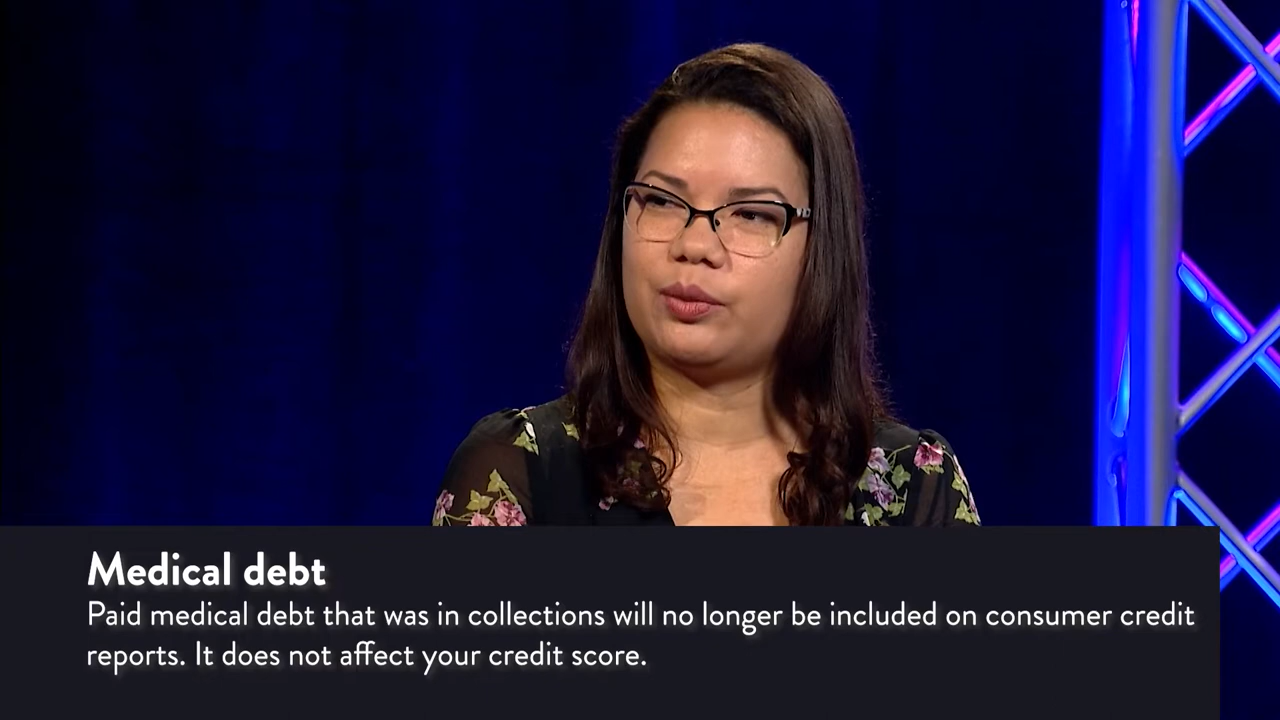 Medical debt
Paid medical debt that was in collections will no longer be included on consumer credit
reports. It does not affect your credit score.